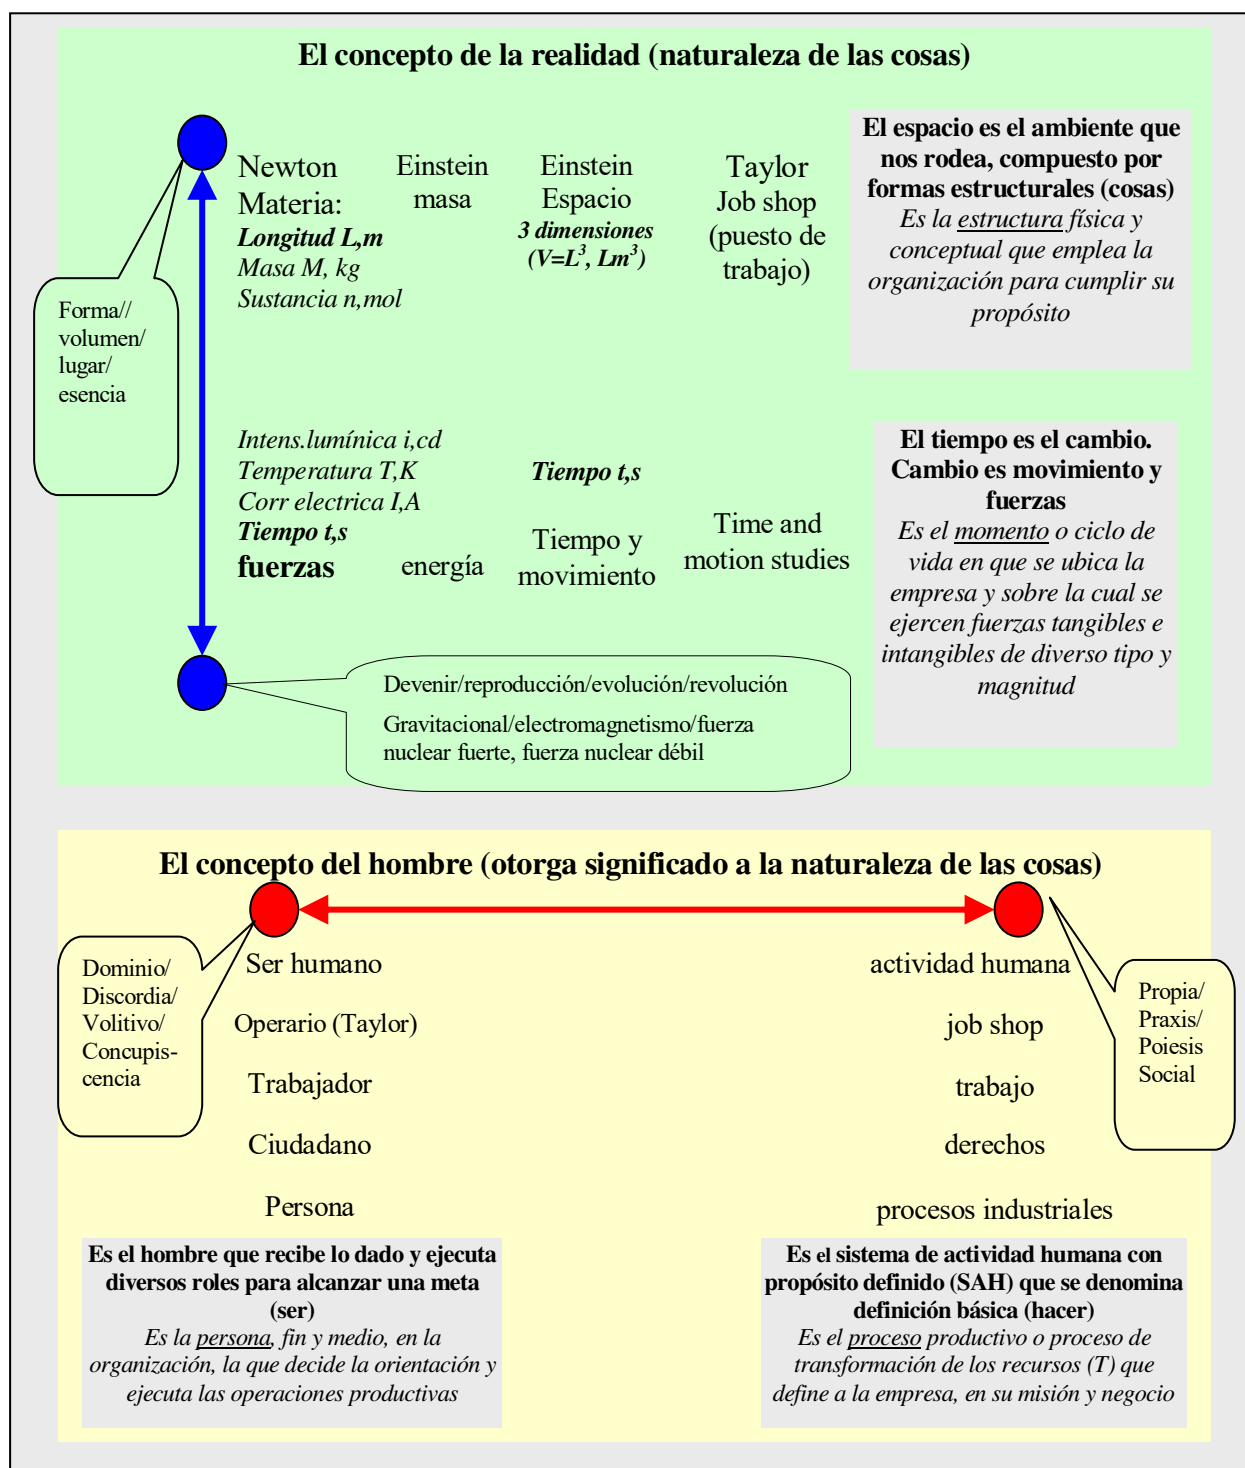 El concepto de la realidad (naturaleza de las cosas)
Newton
Materia:
Longitud L,m
Masa M, kg
Sustancia n,mol
Einstein
masa
Einstein
Espacio
3 dimensiones
(V=L³, Lm³)
Taylor
Job shop
(puesto de
trabajo)
El espacio es el ambiente que
nos rodea, compuesto por
formas estructurales (cosas)
Es la estructura física y
conceptual que emplea la
organización para cumplir su
propósito
Forma//
volumen/
lugar/
esencia
Intens.lumínica i,cd
Temperatura T,K
Corr electrica I,A
Tiempo t,s
fuerzas
energía
Tiempo t,s
Tiempo y
movimiento
Time and
motion studies
El tiempo es el cambio.
Cambio es movimiento y
fuerzas
Es el momento o ciclo de
vida en que se ubica la
empresa y sobre la cual se
ejercen fuerzas tangibles e
intangibles de diverso tipo y
magnitud
Devenir/reproducción/evolución/revolución
Gravitacional/electromagnetismo/fuerza
nuclear fuerte, fuerza nuclear débil
El concepto del hombre (otorga significado a la naturaleza de las cosas)
Dominio/
Discordia/
Volitivo/
Concupis-
cencia
Ser humano
Operario (Taylor)
Trabajador
Ciudadano
Persona
actividad humana
job shop
trabajo
derechos
procesos industriales
Propia/
Praxis/
Poiesis
Social
Es el hombre que recibe lo dado y ejecuta
diversos roles para alcanzar una meta
(ser)
Es la persona, fin y medio, en la
organización, la que decide la orientación y
ejecuta las operaciones productivas
Es el sistema de actividad humana con
propósito definido (SAH) que se denomina
definición básica (hacer)
Es el proceso productivo o proceso de
transformación de los recursos (T) que
define a la empresa, en su misión y negocio